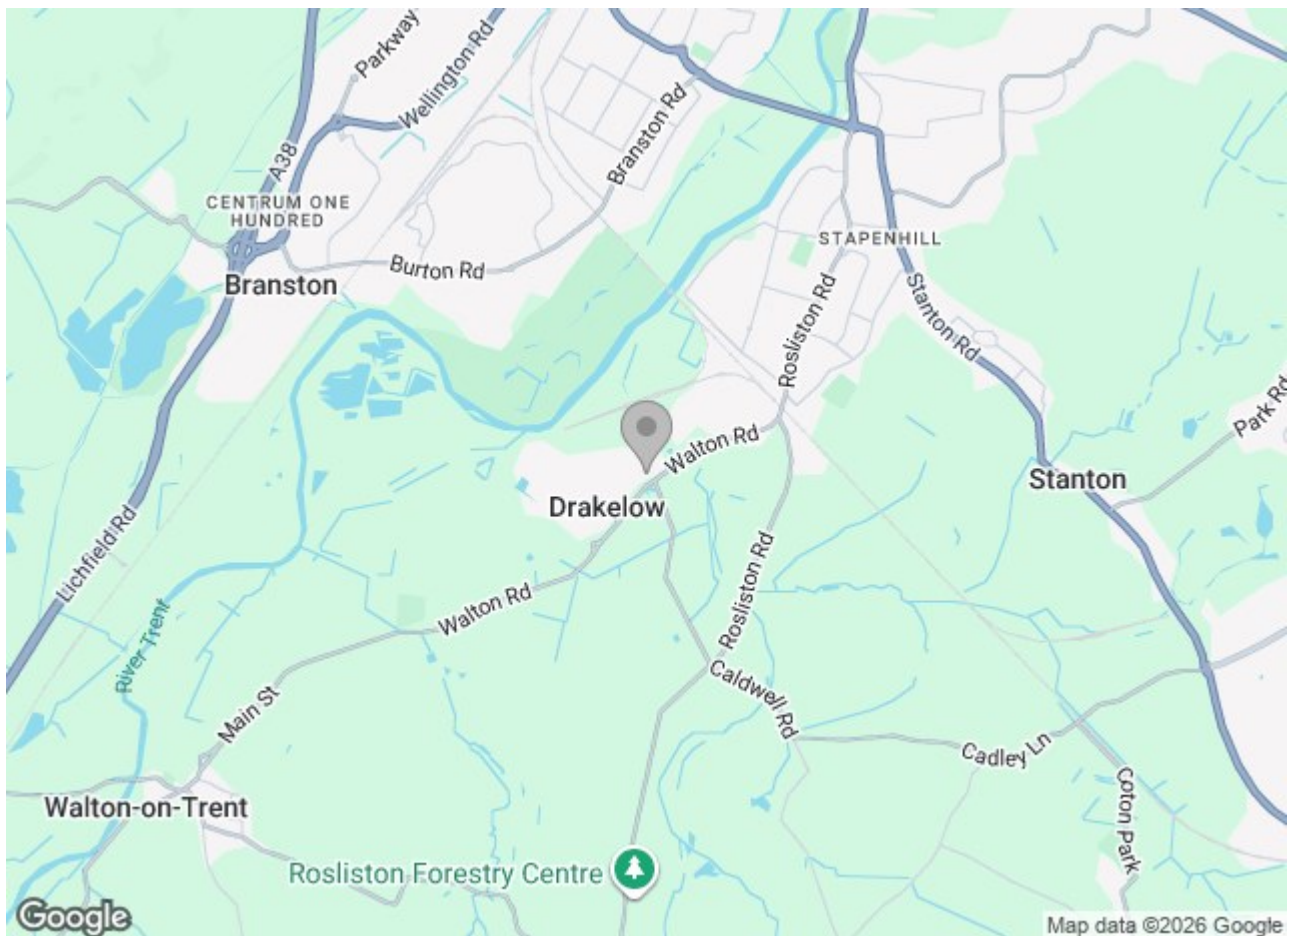 Parkway
Wellington Rd
A38
Branston Rd
CENTRUM ONE
HUNDRED
STAPENHILL
Burton Rd
Branston
Rosliston Rd
Stanton Rd
Park Rd
Walton Rd
Stanton
Drakelow
Lichfield Rd
Rosliston Rd
Walton Rd
River Trent
Caldwell Rd
Main St
Cadley Ln
Coton Park
Walton-on-Trent
Rosliston Forestry Centre
Google
Map data ©2026 Google